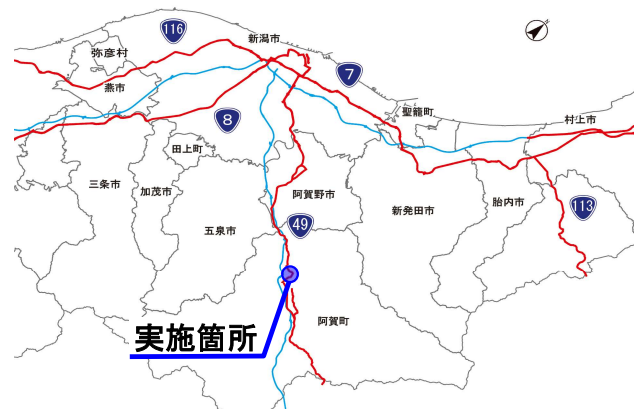 116
新潟市
弥彦村
7
燕市
聖籠町
8
村上市
田上町
三条市
加茂市
阿賀野市
新発田市
胎内市
113
五泉市
49
阿賀町
実施箇所